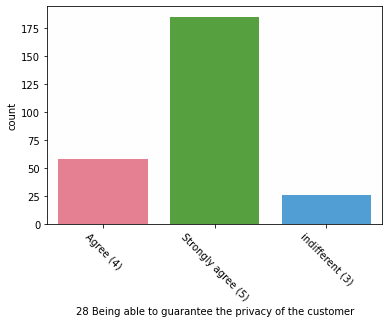 175
150
125
100
75
50
25
0
count
Agree (4)
Strongly agree (5)
indifferent (3)
28 Being able to guarantee the privacy of the customer